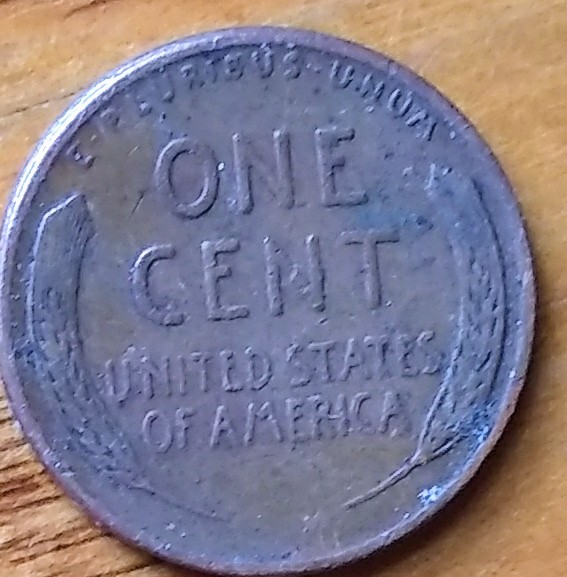 E·PLURIBUS·UNUM
ONE
CENT
UNITED STATES
OF AMERICA